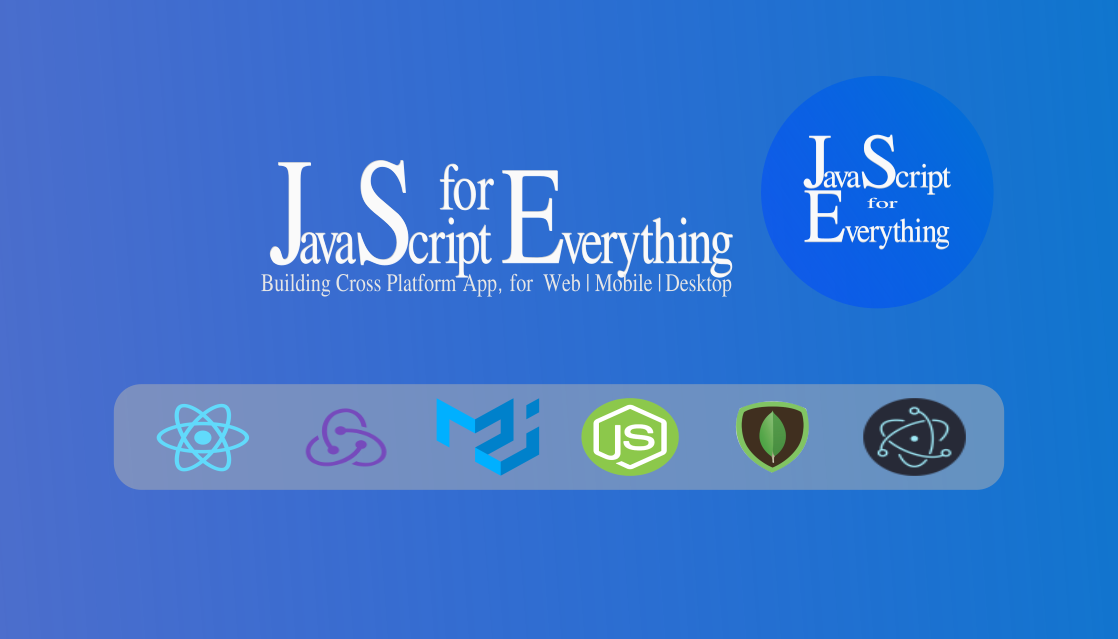 JavaScript for Everything
Building Cross Platform App, for Web | Mobile | Desktop
JavaScript
for
Everything
JS